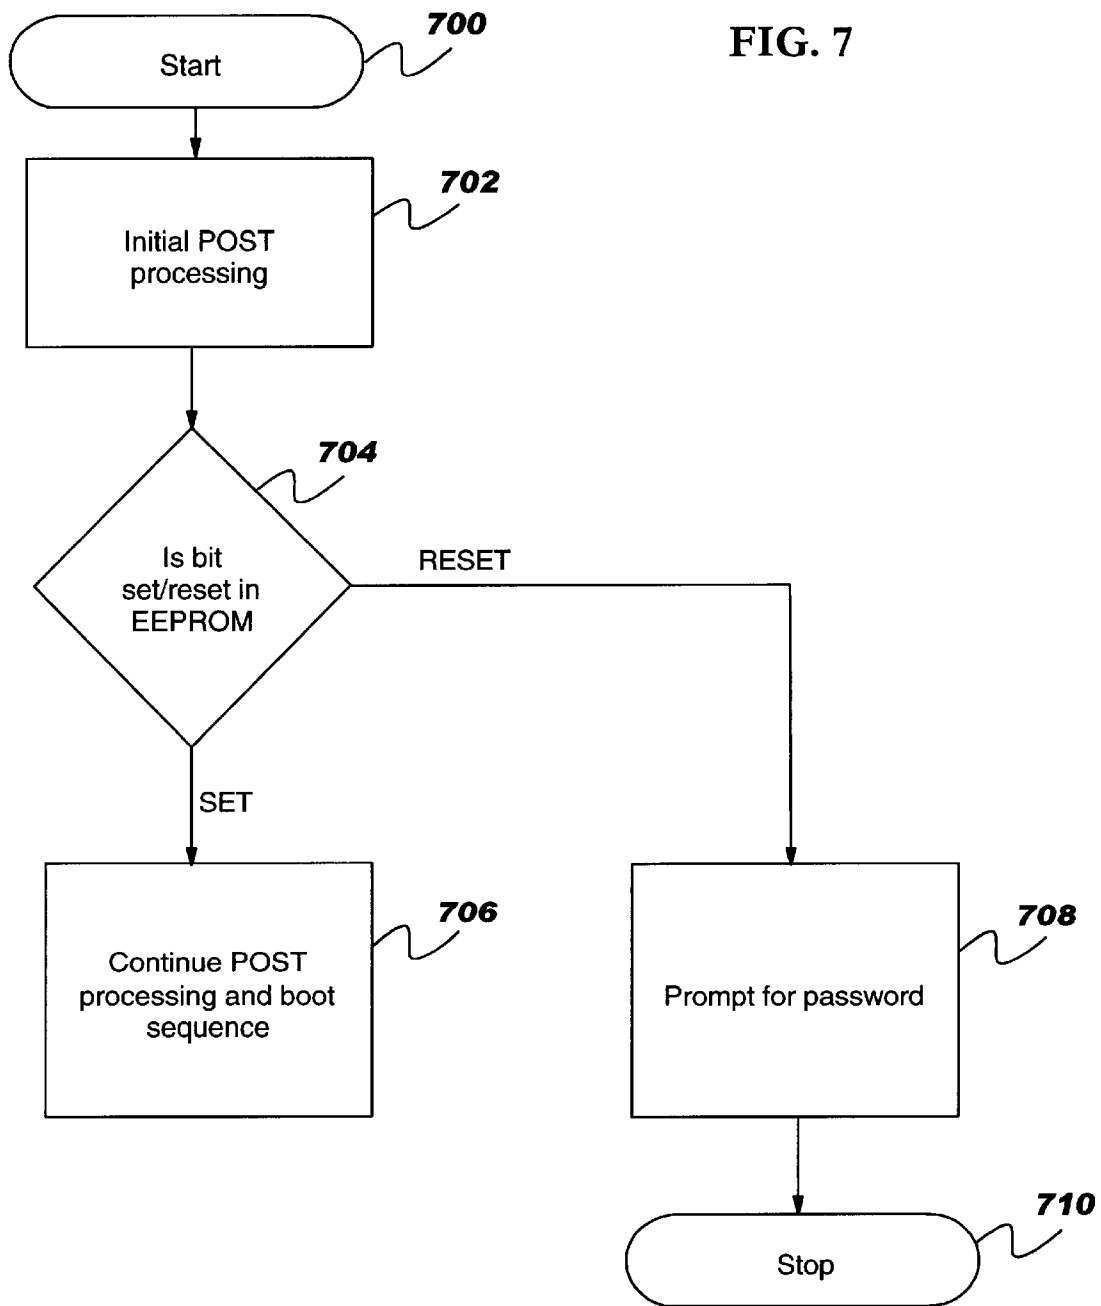 700
FIG. 7
Start
702
Initial POST
processing
704
Is bit
set/reset in
EEPROM
RESET
SET
706
Continue POST
processing and boot
sequence
708
Prompt for password
710
Stop